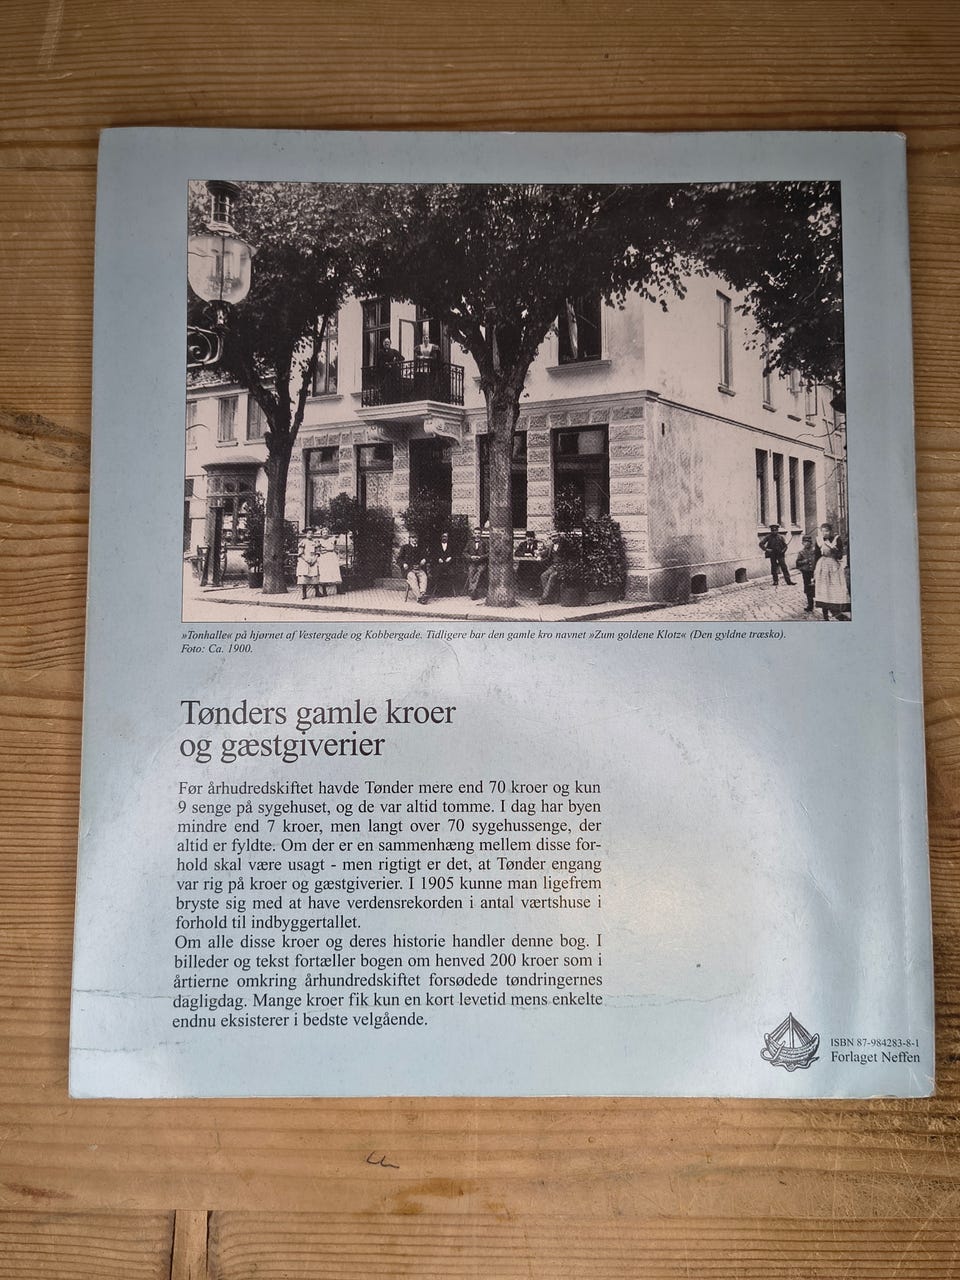 »Tonhalle« på hjørnet af Vestergade og Kobbergade. Tidligere bar den gamle kro navnet »Zum goldene Klotz« (Den gyldne træsko).
Foto: Ca. 1900.
Tønders gamle kroer
og gæstgiverier
Før århudredskiftet havde Tønder mere end 70 kroer og kun
9 senge på sygehuset, og de var altid tomme. I dag har byen
mindre end 7 kroer, men langt over 70 sygehussenge, der
altid er fyldte. Om der er en sammenhæng mellem disse for-
hold skal være usagt - men rigtigt er det, at Tønder engang
var rig på kroer og gæstgiverier. I 1905 kunne man ligefrem
bryste sig med at have verdensrekorden i antal værtshuse i
forhold til indbyggertallet.
Om alle disse kroer og deres historie handler denne bog. I
billeder og tekst fortæller bogen om henved 200 kroer som i
årtierne omkring århundredskiftet forsødede tøndringernes
dagligdag. Mange kroer fik kun en kort levetid mens enkelte
endnu eksisterer i bedste velgående.
ISBN 87-984283-8-1
Forlaget Neffen